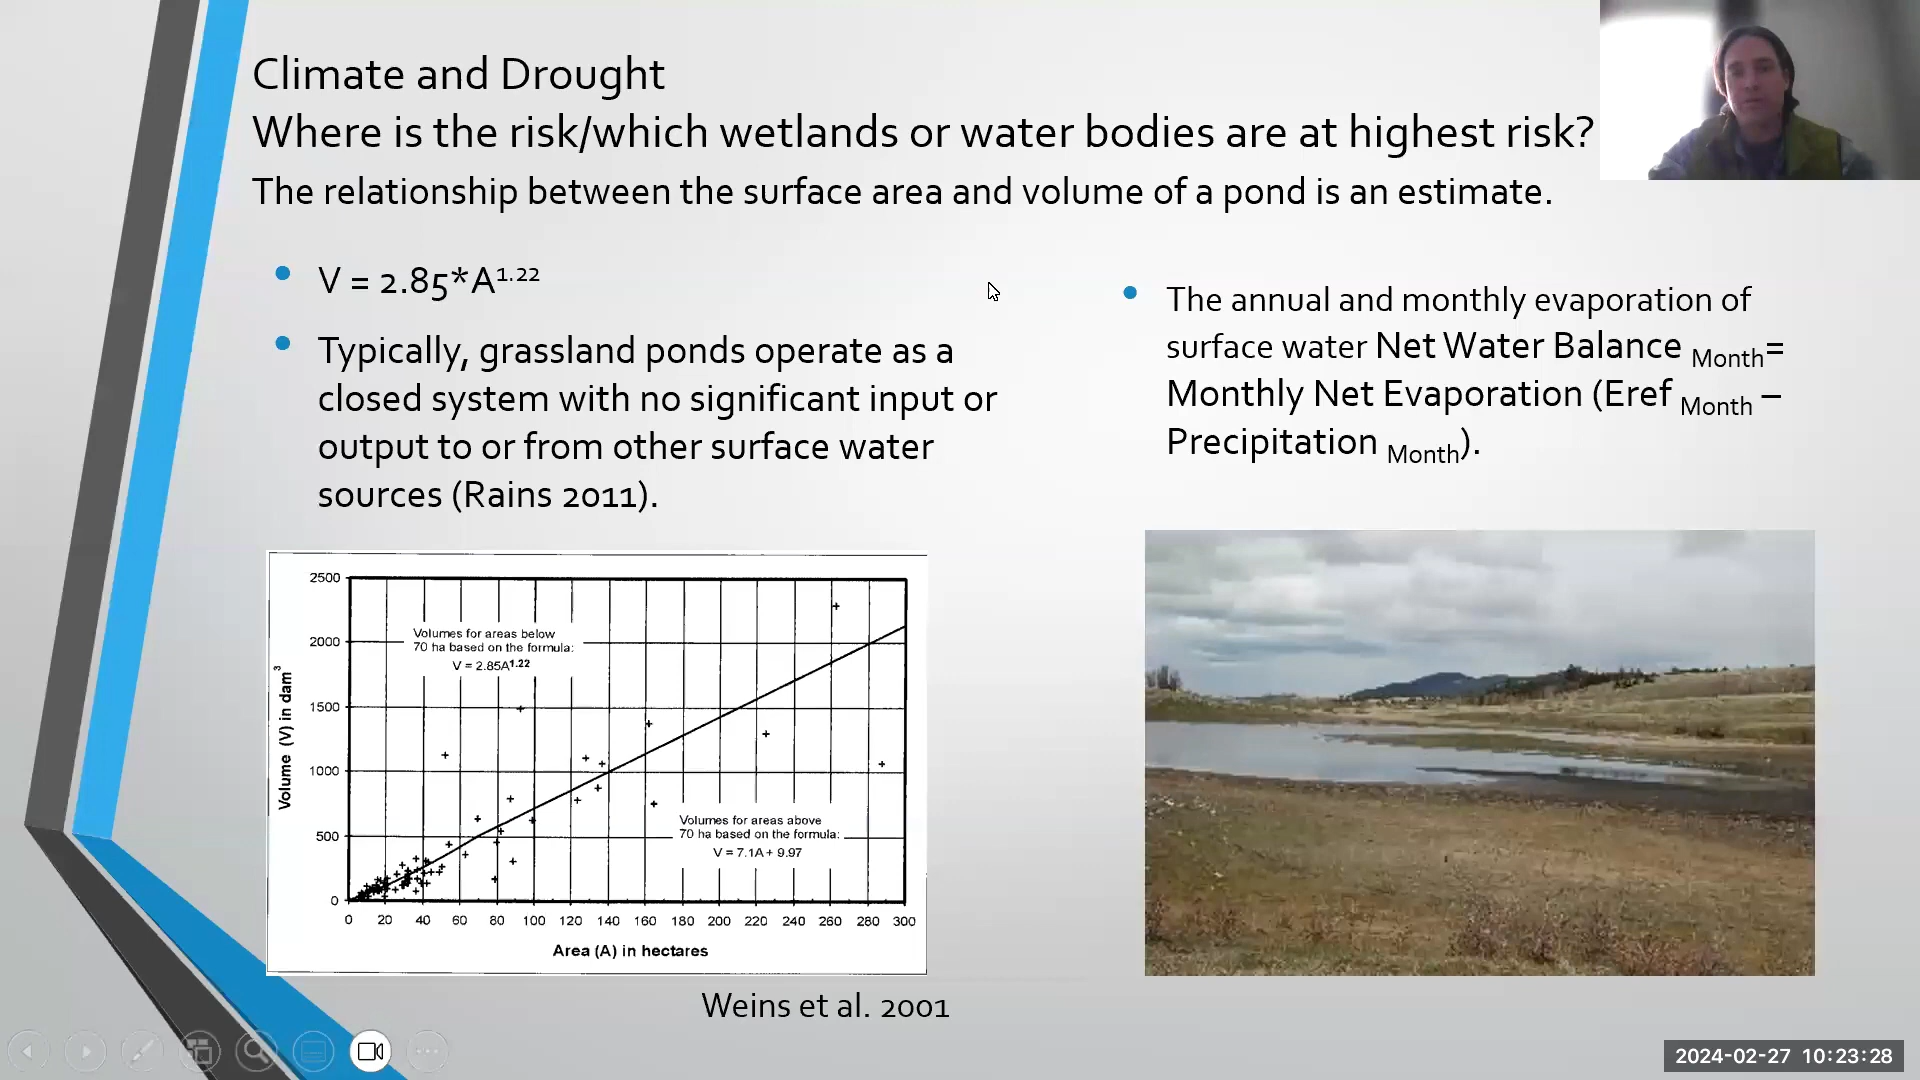 Climate and Drought
Where is the risk/which wetlands or water bodies are at highest risk?
The relationship between the surface area and volume of a pond is an estimate.
V = 2.85*A1.22
Typically, grassland ponds operate as a
closed system with no significant input or
output to or from other surface water
sources (Rains 2011).
The annual and monthly evaporation of
surface water Net Water Balance Month=
Monthly Net Evaporation (Eref Month –
Precipitation Month).
Volume (V) in dam3
2500
2000
1500
1000
500
0
Volumes for areas below
70 ha based on the formula:
V = 2.85A1.22
Volumes for areas above
70 ha based on the formula:
V = 7.1A + 9.97
0 20 40 60 80 100 120 140 160 180 200 220 240 260 280 300
Area (A) in hectares
Weins et al. 2001
2024-02-27 10:23:28